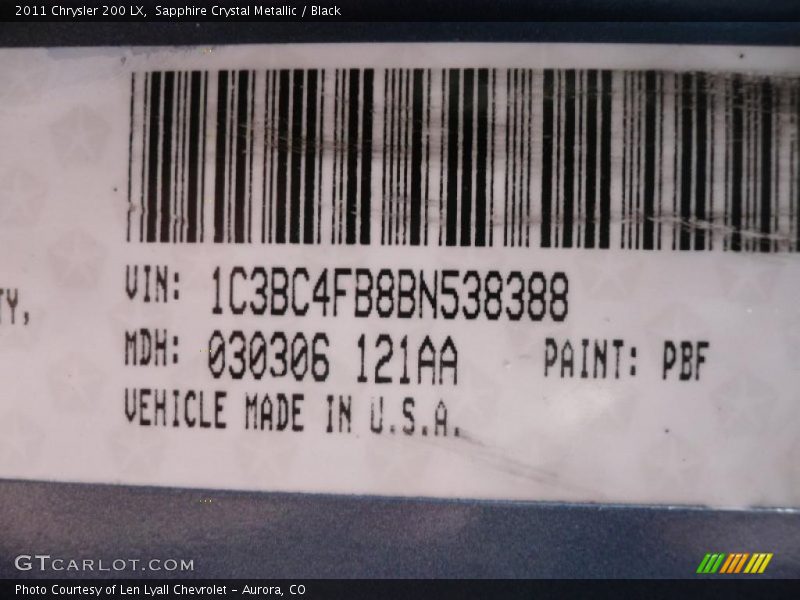 2011 Chrysler 200 LX,  Sapphire Crystal Metallic / Black
TY,
VIN: 1C3BC4FB8BN538388
MDH: 030306 121AA PAINT: PBF
VEHICLE MADE IN U.S.A.
GTCARLOT.COM
Photo Courtesy of Len Lyall Chevrolet – Aurora, CO